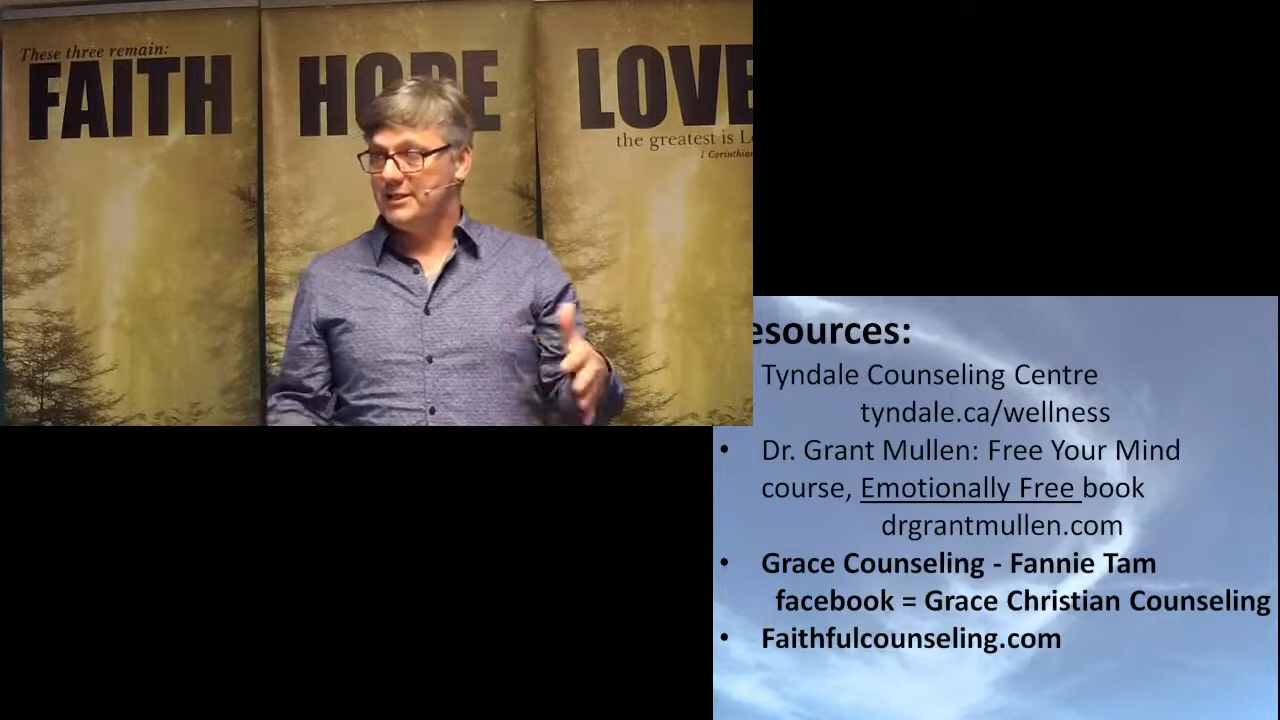 These three remain:
FAITH
HOPE
LOVE
the greatest is
1
esources:
Tyndale Counseling Centre
tyndale.ca/wellness
• Dr. Grant Mullen: Free Your Mind
course, Emotionally Free book
drgrantmullen.com
• Grace Counseling - Fannie Tam
facebook = Grace Christian Counseling
• Faithfulcounseling.com